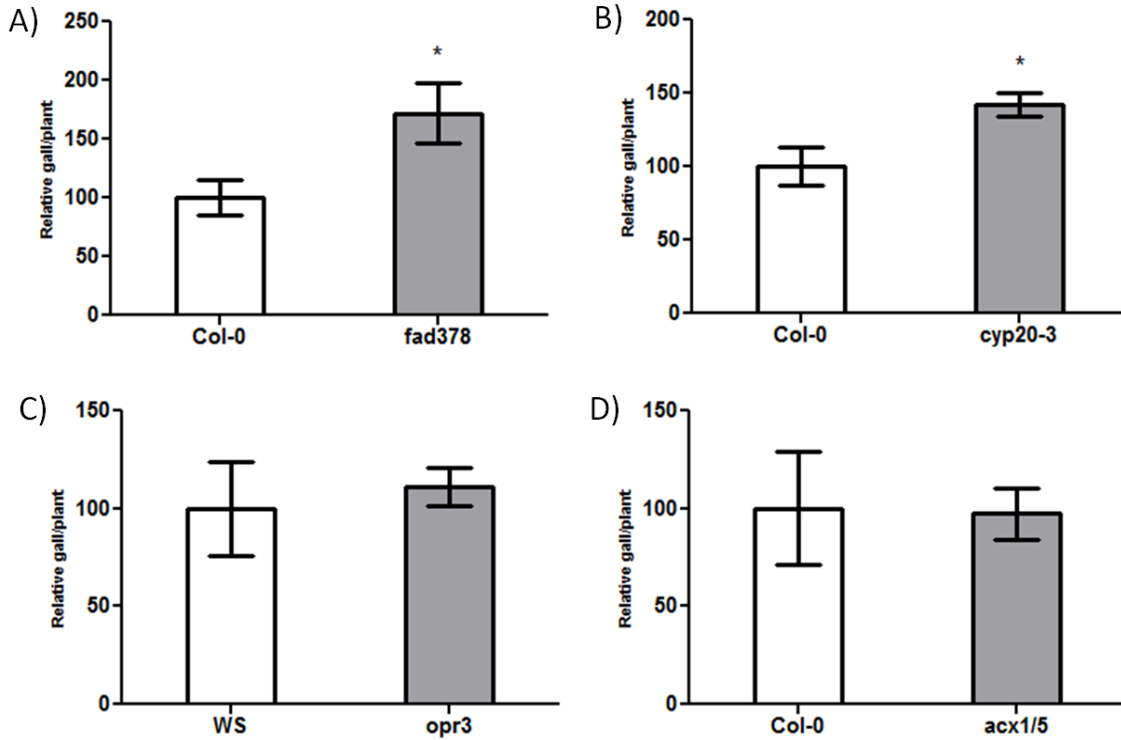 A)
250
200
150
100
50
0
Relative gall/plant
*
Col-0 fad378
B)
200
150
100
50
0
Relative gall/plant
*
Col-0 cyp20-3
C)
150
100
50
0
Relative gall/plant
WS opr3
D)
150
100
50
0
Relative gall/plant
Col-0 acx1/5